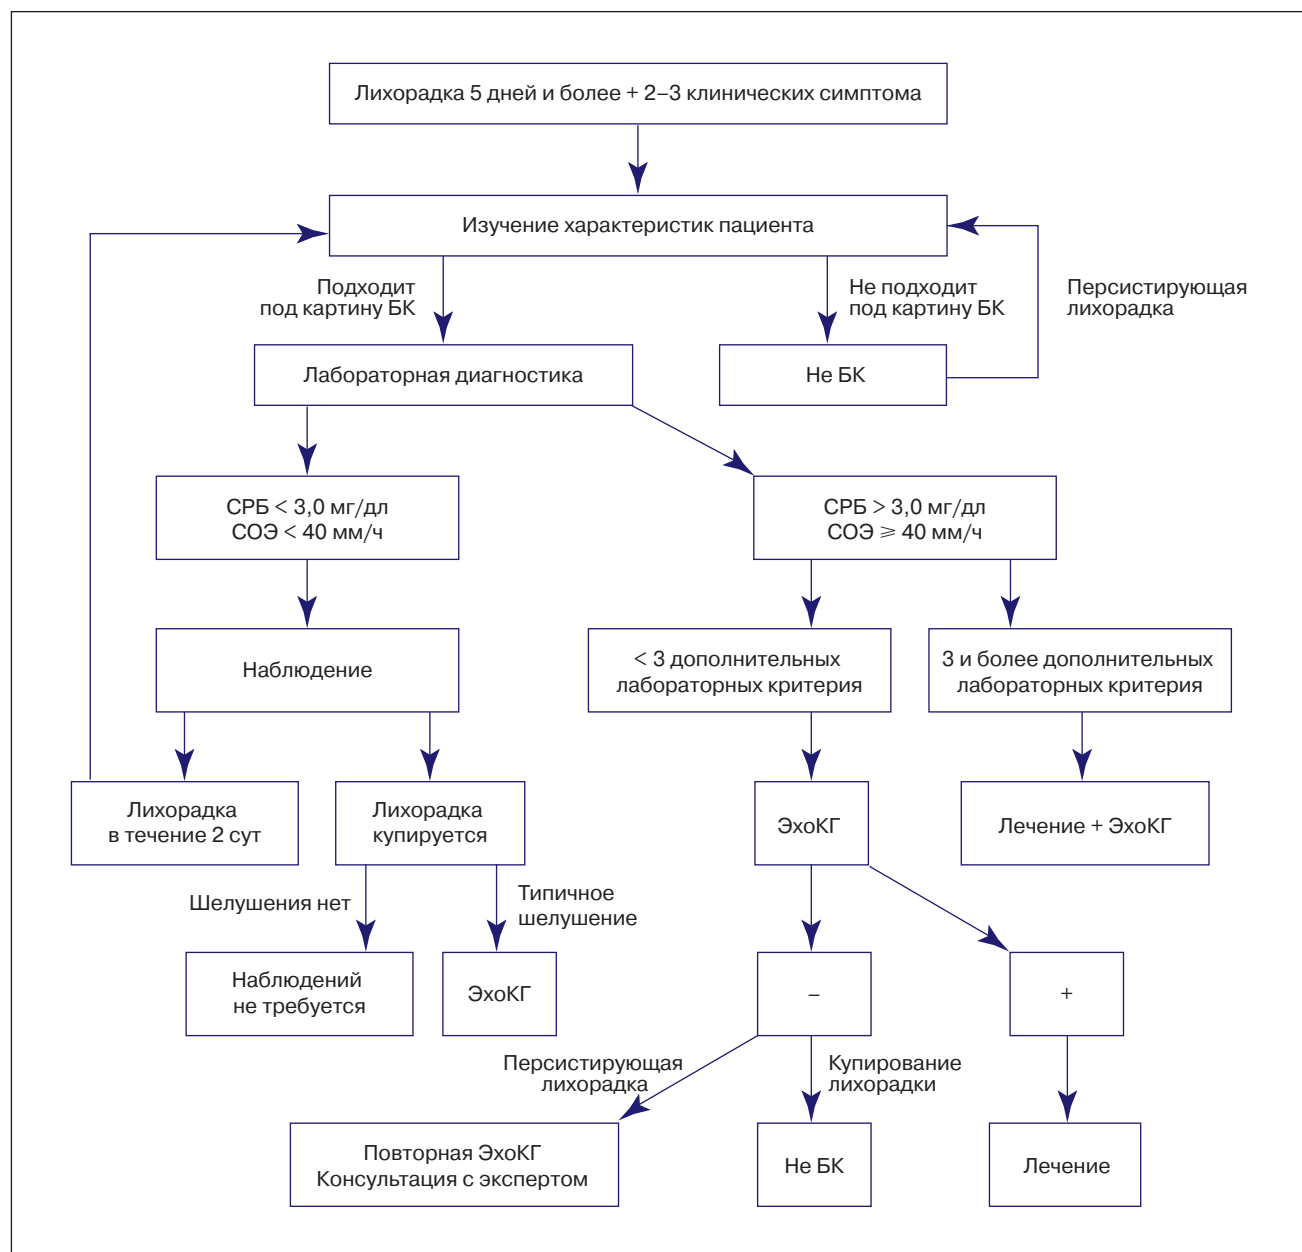 Лихорадка 5 дней и более + 2–3 клинических симптома
Изучение характеристик пациента
Подходит
под картину БК
Не подходит
под картину БК
Персистирующая
лихорадка
Лабораторная диагностика
Не БК
СРБ < 3,0 мг/дл
СОЭ < 40 мм/ч
СРБ > 3,0 мг/дл
СОЭ ⩾ 40 мм/ч
Наблюдение
< 3 дополнительных
лабораторных критерия
3 и более дополнительных
лабораторных критерия
Лихорадка
в течение 2 сут
Лихорадка
купируется
ЭхоКГ
Лечение + ЭхоКГ
Шелушения нет
Типичное
шелушение
Наблюдений
не требуется
ЭхоКГ
–
+
Персистирующая
лихорадка
Купирование
лихорадки
Повторная ЭхоКГ
Консультация с экспертом
Не БК
Лечение